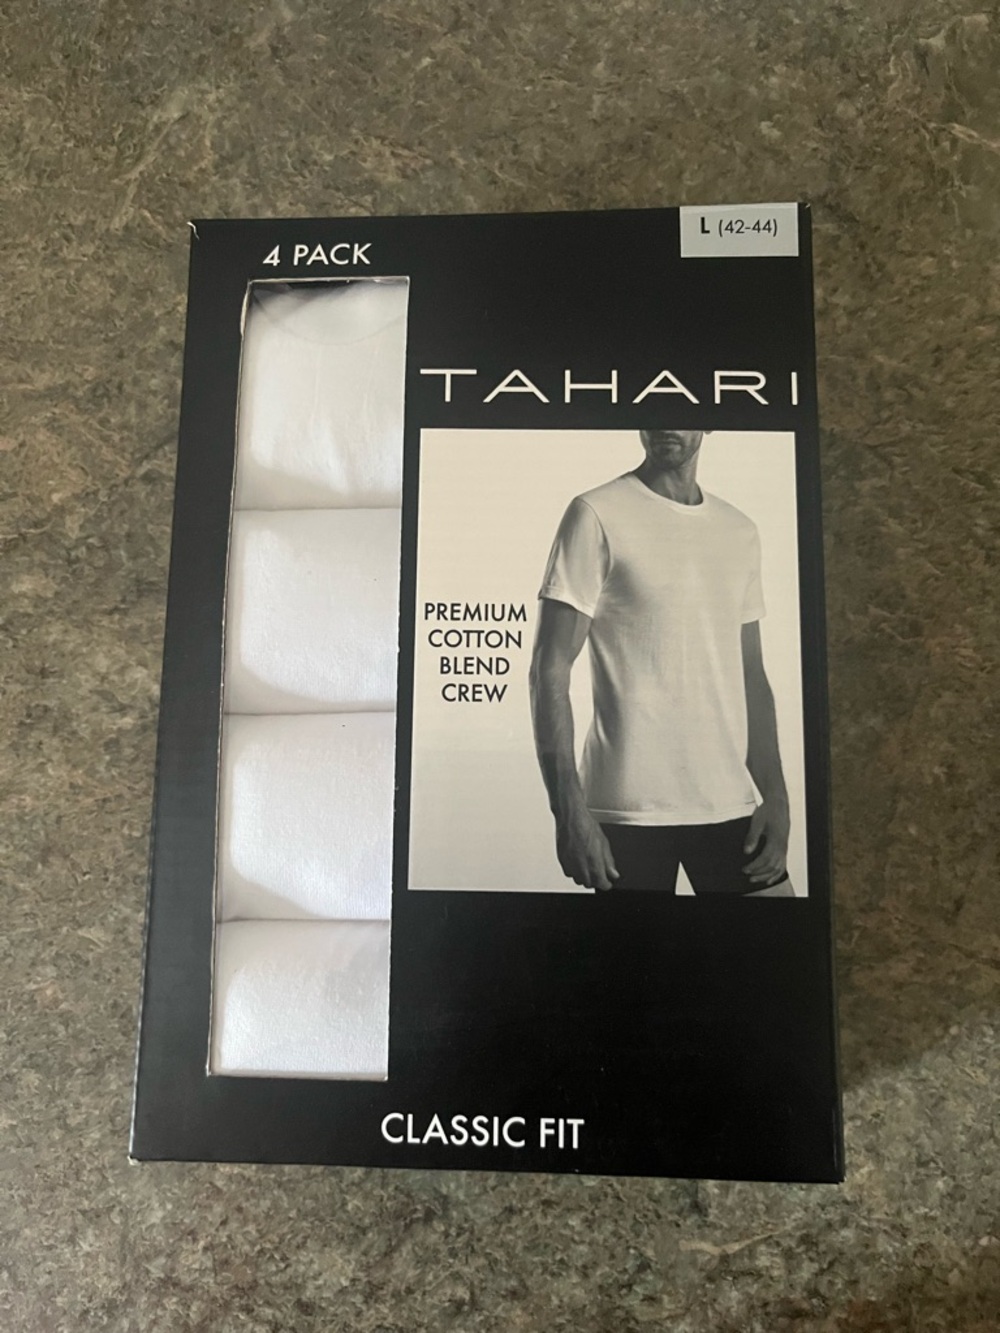 4 PACK
L (42-44)
TAHARI
PREMIUM
COTTON
BLEND
CREW
CLASSIC FIT